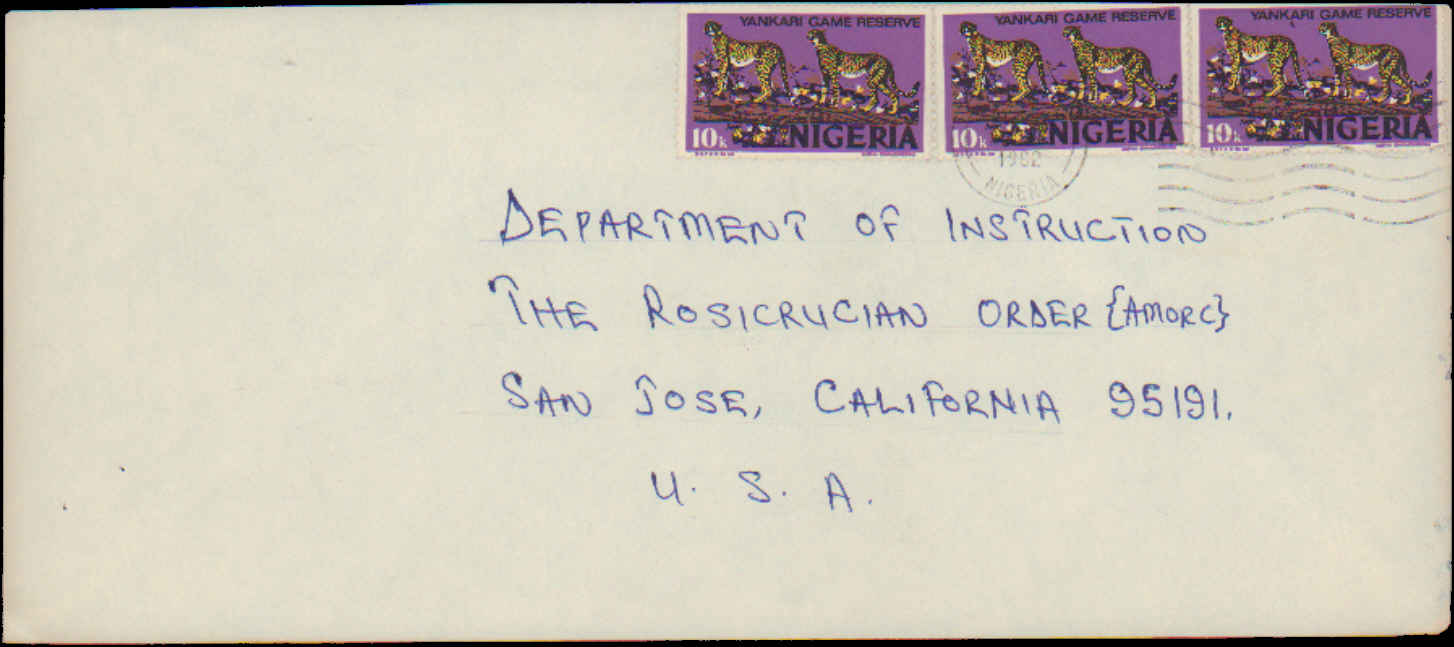 YANKARI GAME RESERVE YANKARI GAME RESERVE YANKARI GAME RESERVE
10k NIGERIA 10k NIGERIA 10k NIGERIA
1982
NIGERIA
DEPARTMENT OF INSTRUCTION
THE ROSICRUCIAN ORDER {AMORC}
SAN JOSE, CALIFORNIA 95191.
U. S. A.